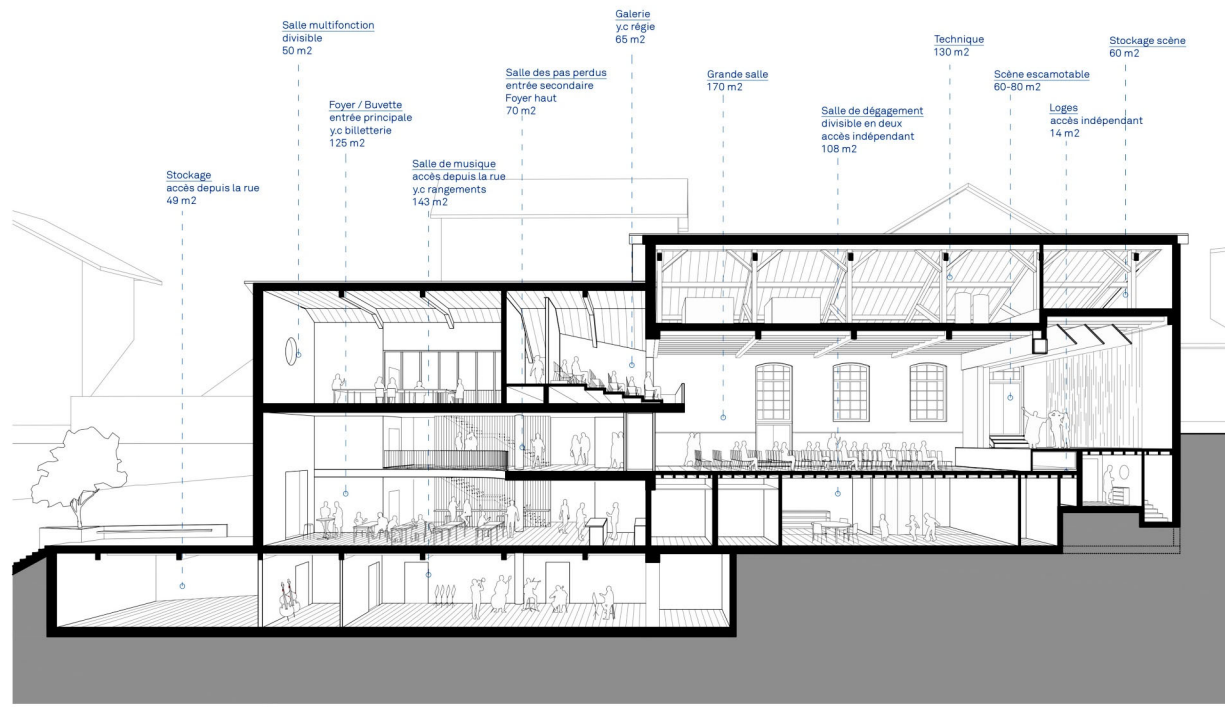 Salle multifonction
divisible
50 m2
Galerie
y.c régie
65 m2
Technique
130 m2
Stockage scène
60 m2
Salle des pas perdus
entrée secondaire
Foyer haut
70 m2
Grande salle
170 m2
Scène escamotable
60-80 m2
Foyer / Buvette
entrée principale
y.c billetterie
125 m2
Salle de dégagement
divisible en deux
accès indépendant
108 m2
Loges
accès indépendant
14 m2
Salle de musique
accès depuis la rue
y.c rangements
143 m2
Stockage
accès depuis la rue
49 m2